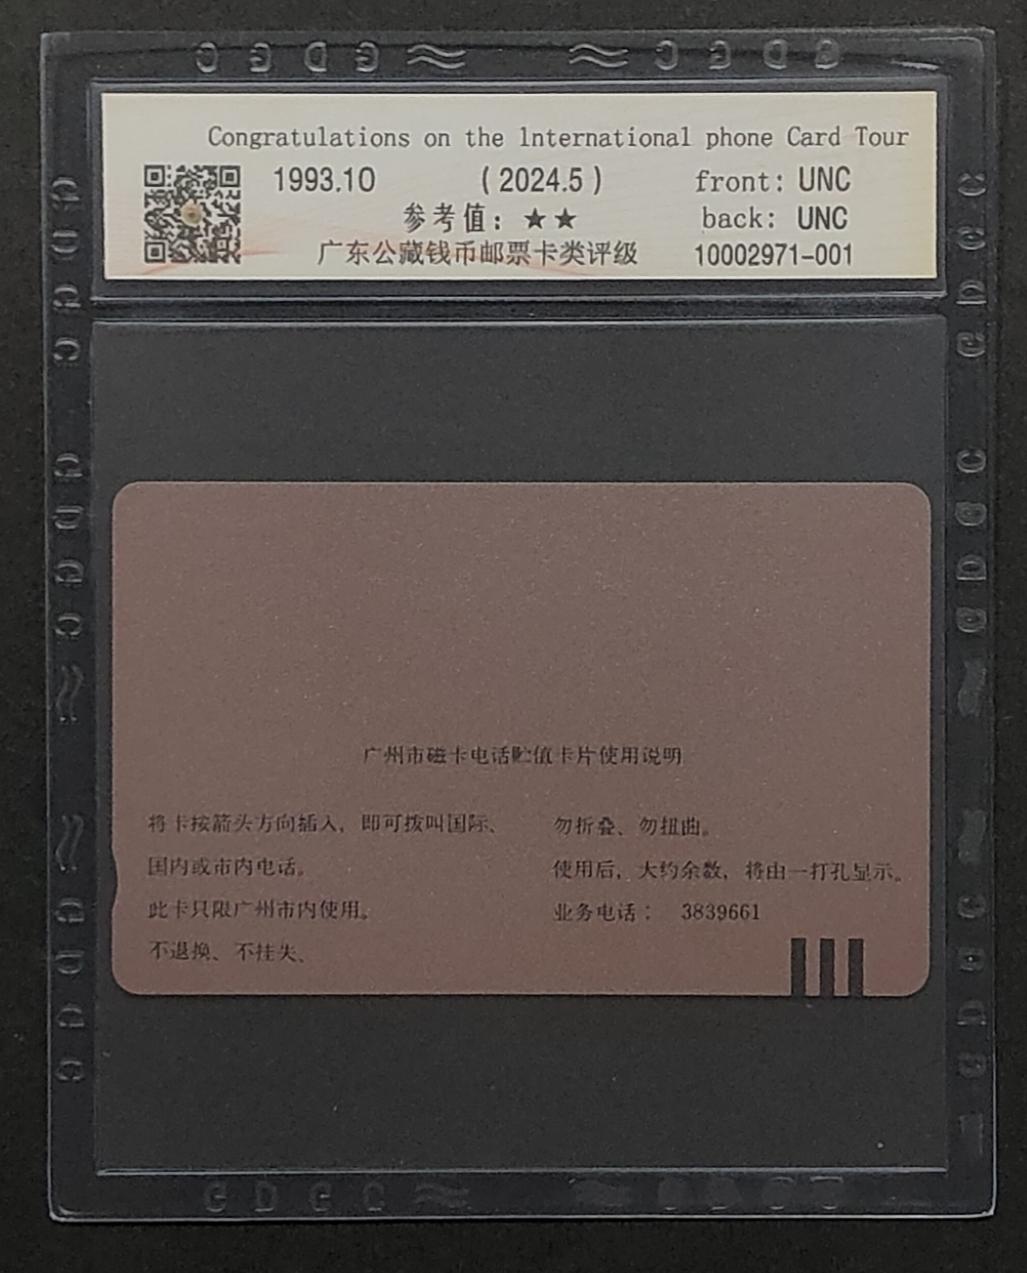 GDGC
Congratulations on the lnternational phone Card Tour
1993.10 (2024.5) front: UNC
参考值：★★ back: UNC
广东公藏钱币邮票卡类评级 10002971-001
广州市磁卡电话贮值卡片使用说明
将卡按箭头方向插入，即可拨叫国际、
国内或市内电话。
此卡只限广州市内使用。
不退换、不挂失、
勿折叠、勿扭曲。
使用后，大约余数，将由一打孔显示。
业务电话： 3839661
GDGC